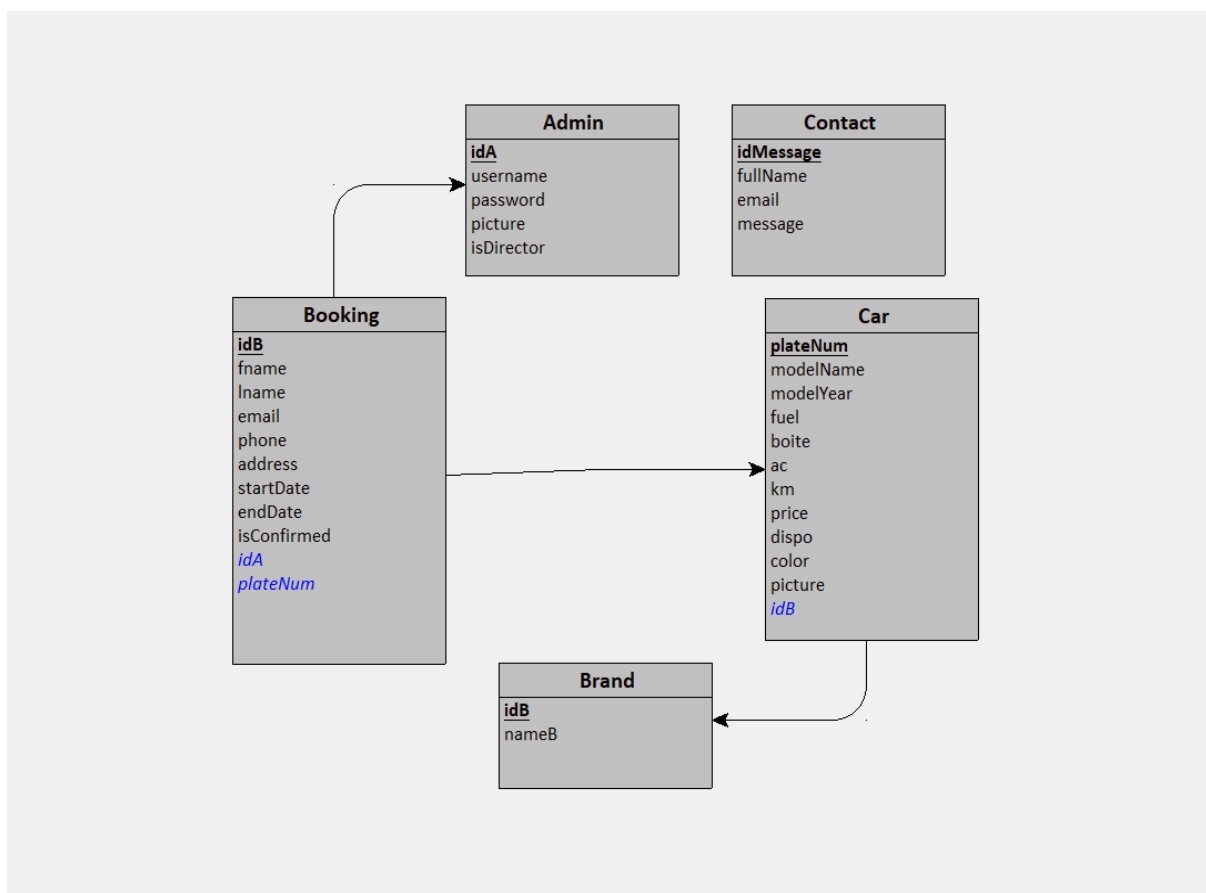 Admin
idA
username
password
picture
isDirector
Contact
idMessage
fullName
email
message
Booking
idB
fname
lname
email
phone
address
startDate
endDate
isConfirmed
idA
plateNum
Car
plateNum
modelName
modelYear
fuel
boite
ac
km
price
dispo
color
picture
idB
Brand
idB
nameB